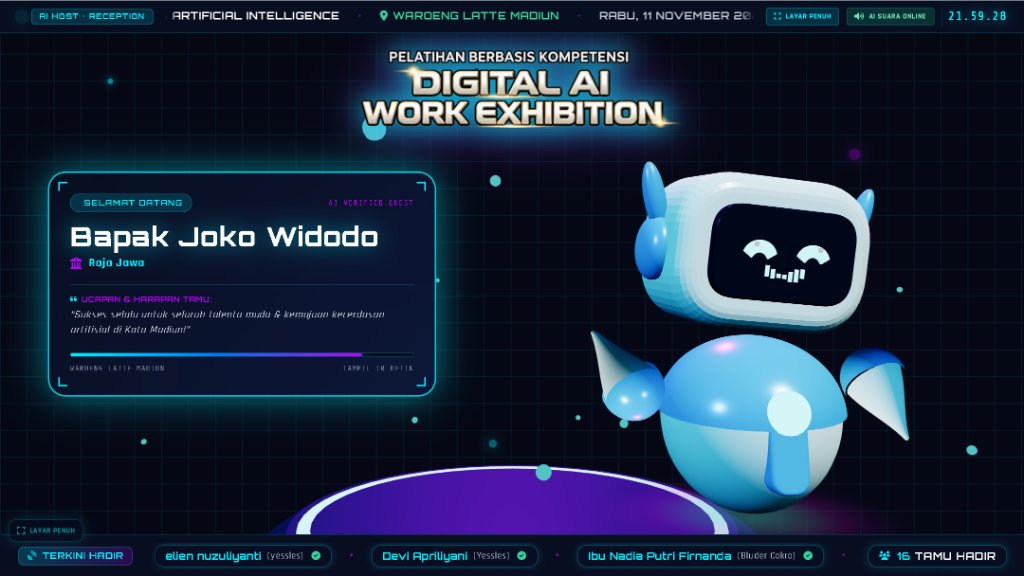 AI HOST · RECEPTION
ARTIFICIAL INTELLIGENCE · WAROENG LATTE MADIUN · RABU, 11 NOVEMBER
LAYAR PENUH
AI SUARA ONLINE
21.59.28
PELATIHAN BERBASIS KOMPETENSI
DIGITAL AI
WORK EXHIBITION
SELAMAT DATANG
AI VERIFIED GUEST
Bapak Joko Widodo
Raja Jawa
UCAPAN & HARAPAN TAMU:
"Sukses selalu untuk seluruh talenta muda & kemajuan kecerdasan
artifisial di Kota Madiun!"
WAROENG LATTE MADIUN
TAMPIL 10 DETIK
LAYAR PENUH
TERKINI HADIR
elien nuzuliyanti (yessles)
Devi Apriliyani (Yessles)
Ibu Nadia Putri Firnanda (Bluder Cokro)
16 TAMU HADIR